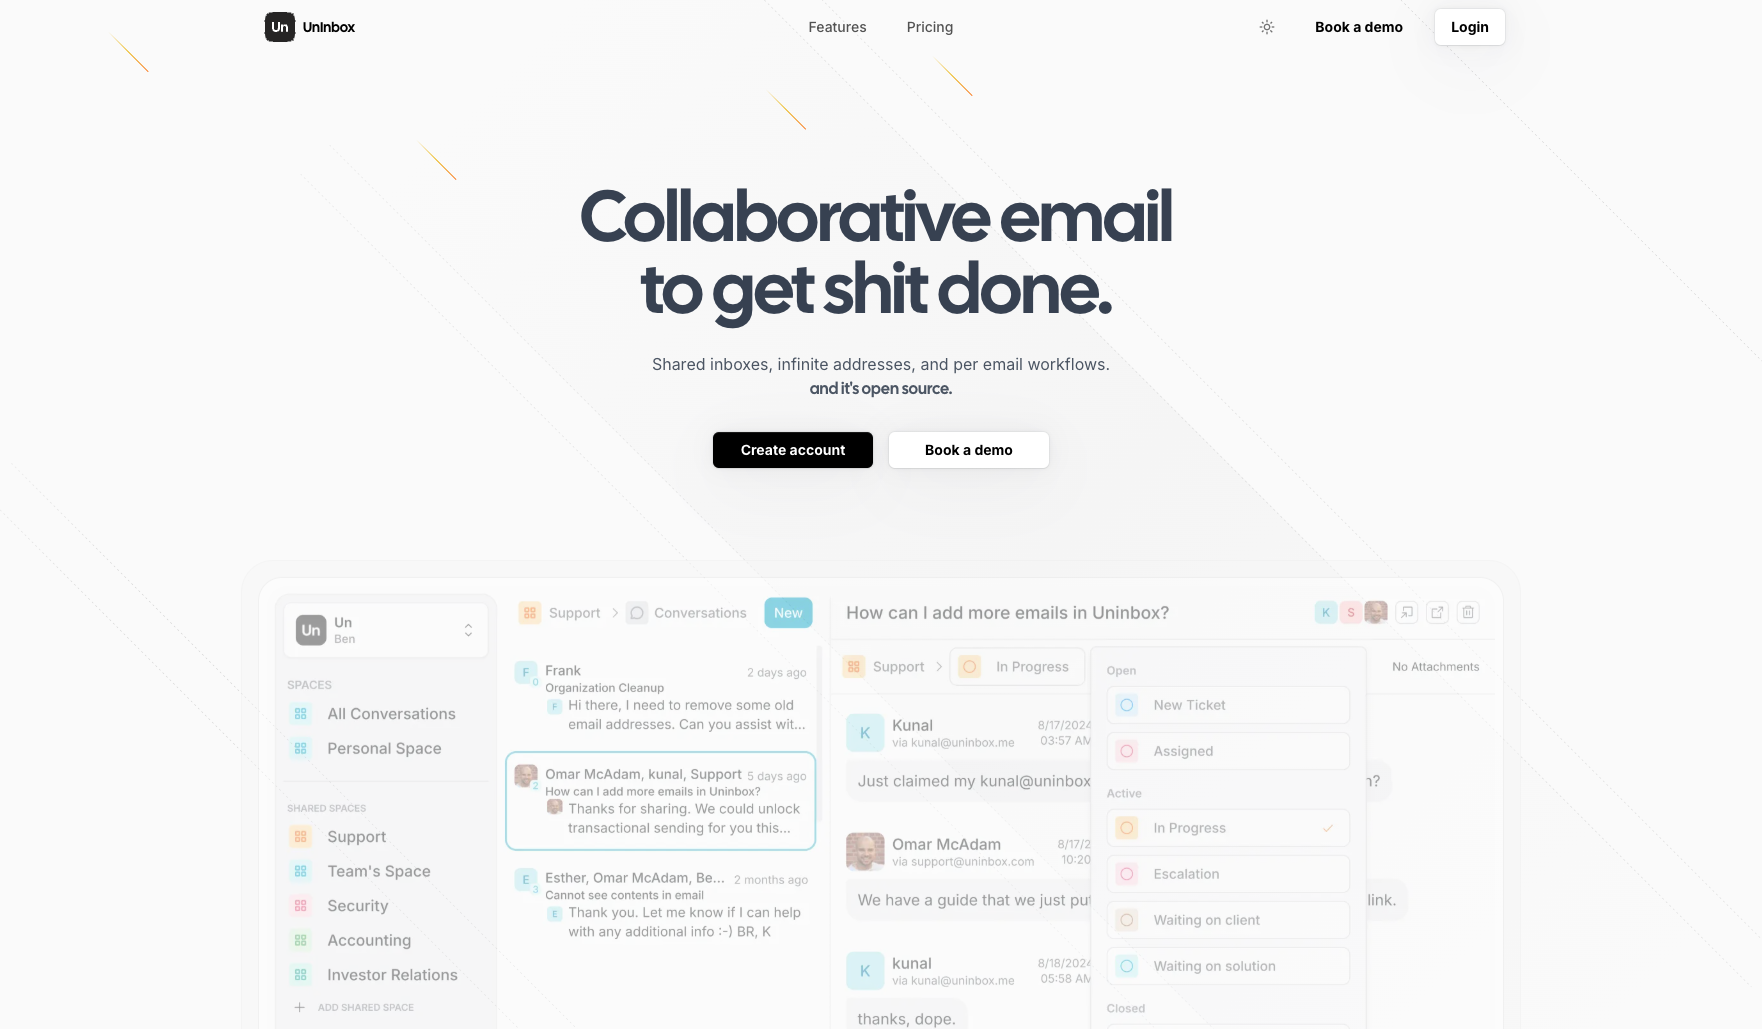 Un UnInbox
Features Pricing
Book a demo Login
Collaborative email
to get shit done.
Shared inboxes, infinite addresses, and per email workflows.
and it's open source.
Create account Book a demo
Un Un
Ben
SPACES
All Conversations
Personal Space
SHARED SPACES
Support
Team's Space
Security
Accounting
Investor Relations
+ ADD SHARED SPACE
Support > Conversations New
F Frank 2 days ago
0 Organization Cleanup
F Hi there, I need to remove some old
email addresses. Can you assist wit...
Omar McAdam, kunal, Support 5 days ago
2 How can I add more emails in Uninbox?
Thanks for sharing. We could unlock
transactional sending for you this...
E Esther, Omar McAdam, Be... 2 months ago
3 Cannot see contents in email
E Thank you. Let me know if I can help
with any additional info :-) BR, K
How can I add more emails in Uninbox? K S
Support > In Progress No Attachments
K Kunal 8/17/2024
via kunal@uninbox.me 03:57 AM
Just claimed my kunal@uninbox
?
Omar McAdam 8/17/2
via support@uninbox.com 10:20
We have a guide that we just put
link.
K kunal 8/18/2024
via kunal@uninbox.me 05:58 AM
thanks, dope.
Open
New Ticket
Assigned
Active
In Progress
Escalation
Waiting on client
Waiting on solution
Closed